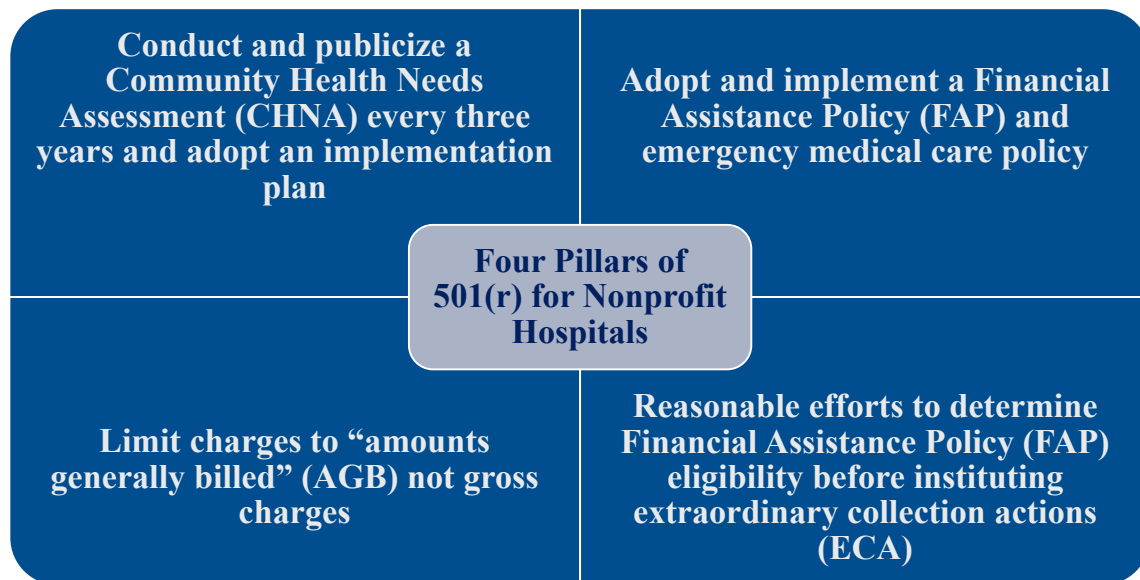 Conduct and publicize a
Community Health Needs
Assessment (CHNA) every three
years and adopt an implementation
plan
Adopt and implement a Financial
Assistance Policy (FAP) and
emergency medical care policy
Four Pillars of
501(r) for Nonprofit
Hospitals
Limit charges to “amounts
generally billed” (AGB) not gross
charges
Reasonable efforts to determine
Financial Assistance Policy (FAP)
eligibility before instituting
extraordinary collection actions
(ECA)